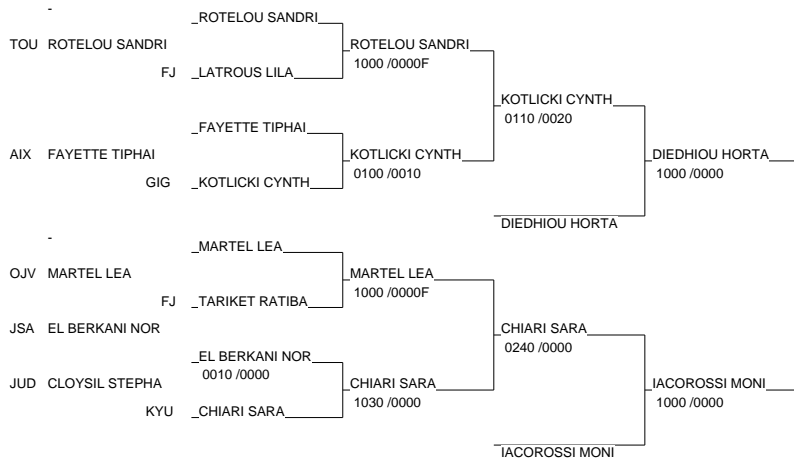 -
_ROTELOU SANDRI
TOU ROTELOU SANDRI
ROTELOU SANDRI
1000 /0000F
FJ _LATROUS LILA
KOTLICKI CYNTH
0110 /0020
_FAYETTE TIPHAI
AIX FAYETTE TIPHAI
KOTLICKI CYNTH
0100 /0010
DIEDHIOU HORTA
1000 /0000
GIG _KOTLICKI CYNTH
DIEDHIOU HORTA
-
_MARTEL LEA
OJV MARTEL LEA
MARTEL LEA
1000 /0000F
FJ _TARIKET RATIBA
JSA EL BERKANI NOR
CHIARI SARA
0240 /0000
_EL BERKANI NOR
0010 /0000
JUD CLOYSIL STEPHA
CHIARI SARA
1030 /0000
IACOROSSI MONI
1000 /0000
KYU _CHIARI SARA
IACOROSSI MONI